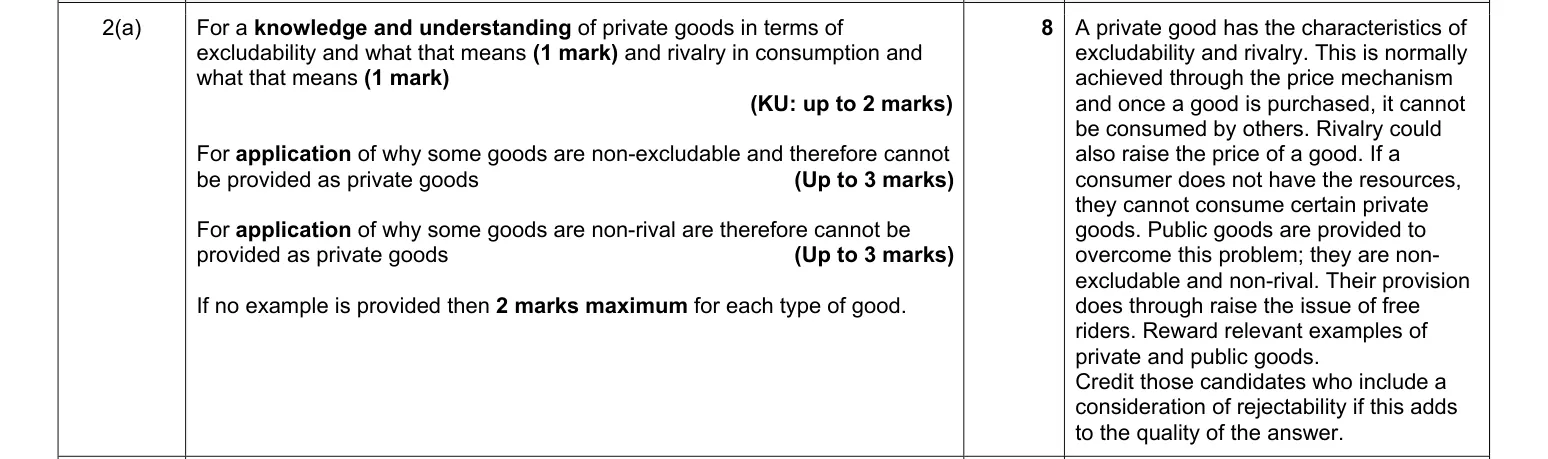 2(a)
For a knowledge and understanding of private goods in terms of
excludability and what that means (1 mark) and rivalry in consumption and
what that means (1 mark)
(KU: up to 2 marks)
For application of why some goods are non-excludable and therefore cannot
be provided as private goods (Up to 3 marks)
For application of why some goods are non-rival are therefore cannot be
provided as private goods (Up to 3 marks)
If no example is provided then 2 marks maximum for each type of good.
8
A private good has the characteristics of
excludability and rivalry. This is normally
achieved through the price mechanism
and once a good is purchased, it cannot
be consumed by others. Rivalry could
also raise the price of a good. If a
consumer does not have the resources,
they cannot consume certain private
goods. Public goods are provided to
overcome this problem; they are non-
excludable and non-rival. Their provision
does through raise the issue of free
riders. Reward relevant examples of
private and public goods.
Credit those candidates who include a
consideration of rejectability if this adds
to the quality of the answer.